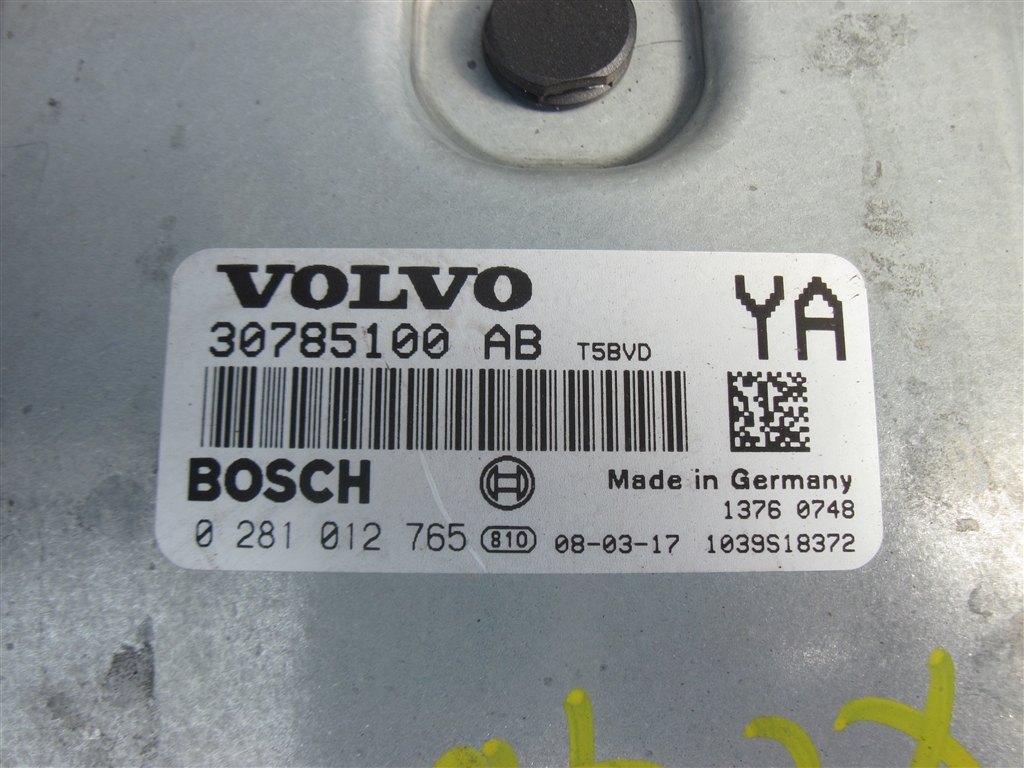 VOLVO
YA
30785100 AB T5BVD
BOSCH
Made in Germany
1376 0748
0 281 012 765 810 08-03-17 1039S18372